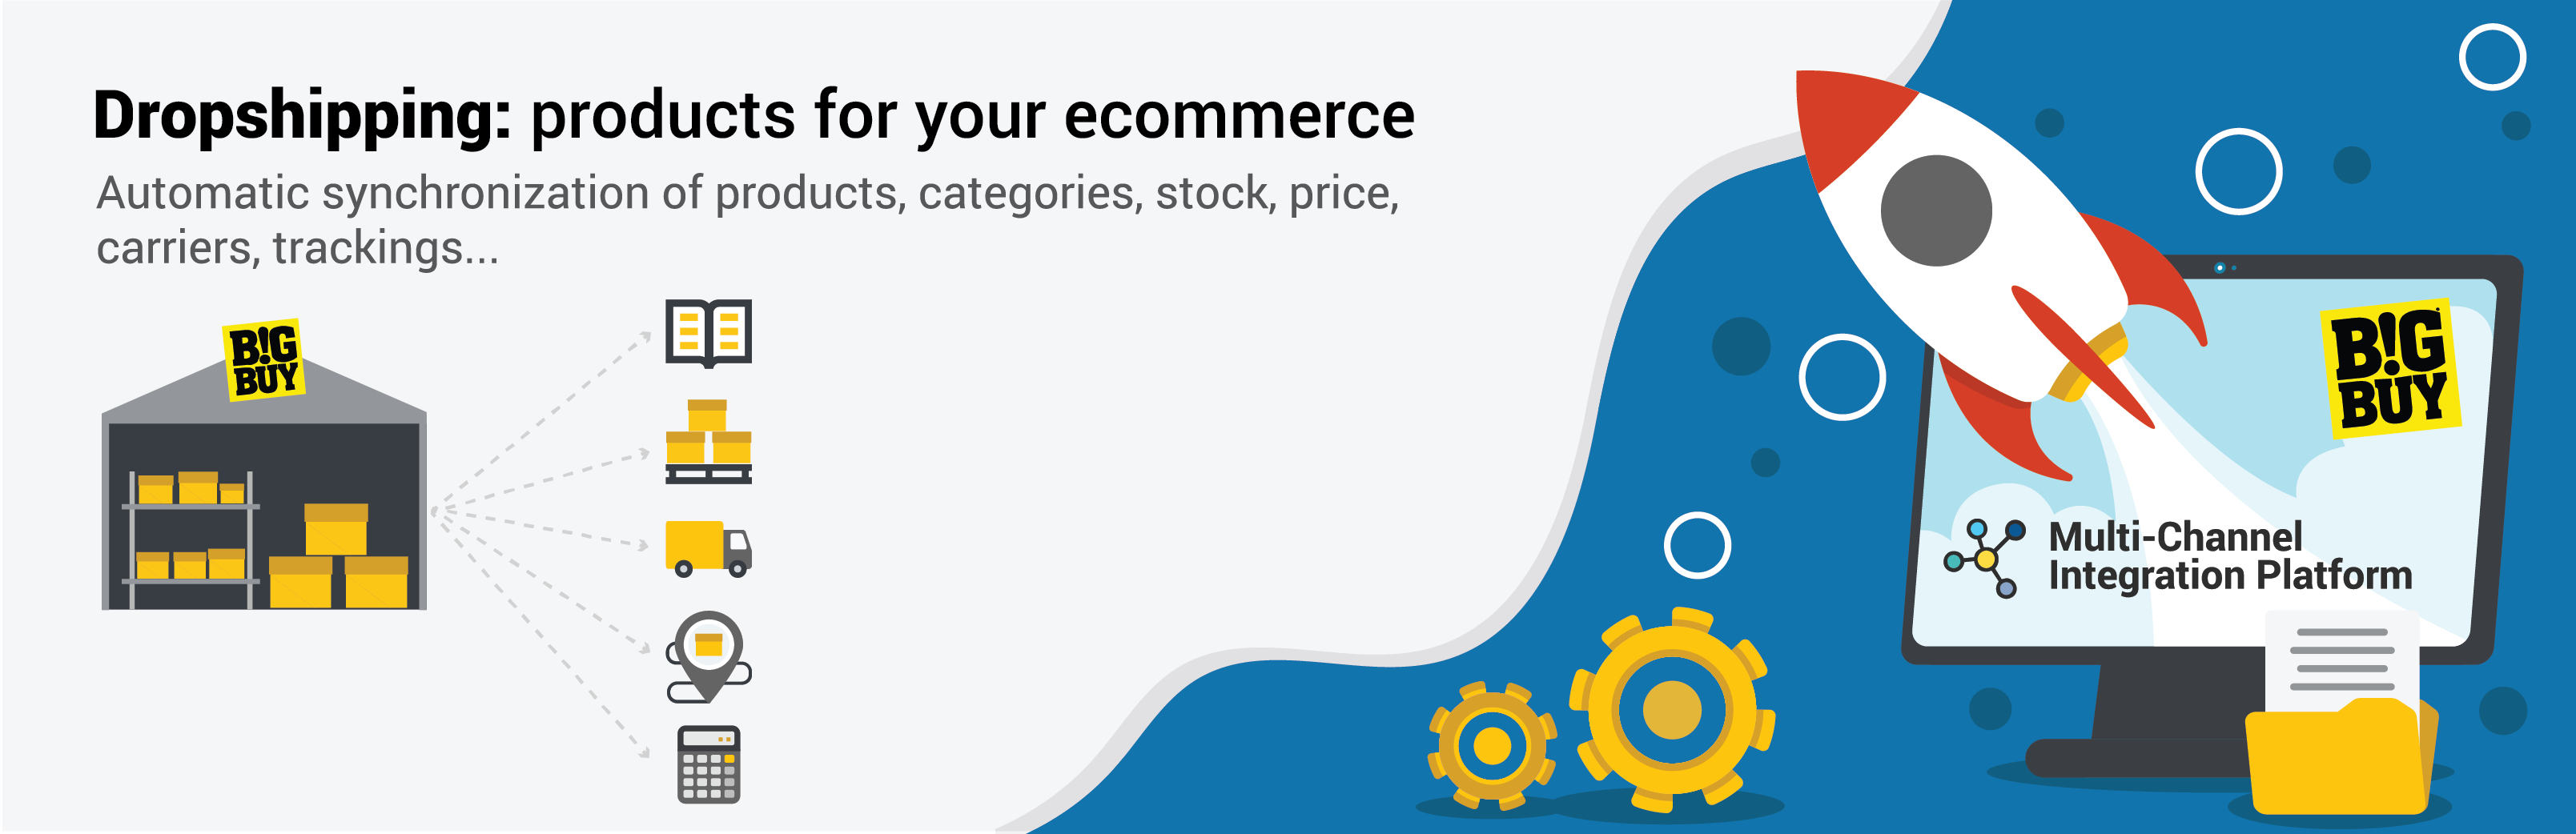 Dropshipping: products for your ecommerce
Automatic synchronization of products, categories, stock, price,
carriers, trackings...
B!G
BUY
B!G
BUY
Multi-Channel
Integration Platform